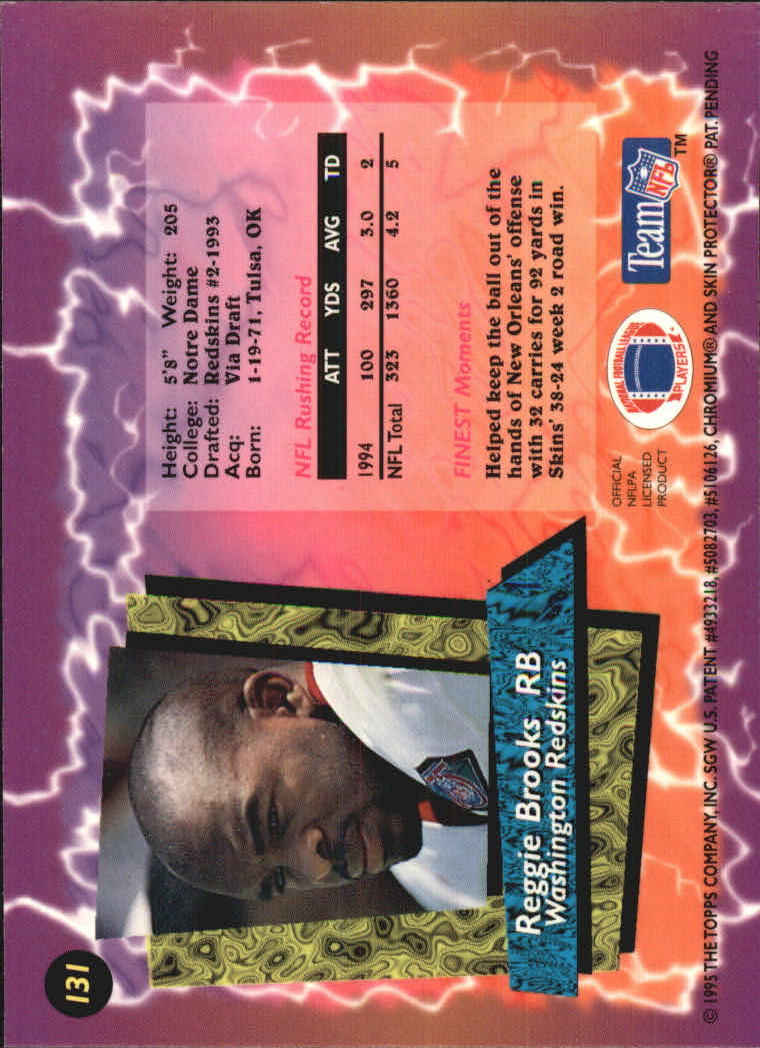 131
Reggie Brooks RB
Washington Redskins
Height: 5'8" Weight: 205
College: Notre Dame
Drafted: Redskins #2-1993
Acq: Via Draft
Born: 1-19-71, Tulsa, OK
NFL Rushing Record
ATT YDS AVG TD
1994 100 297 3.0 2
NFL Total 323 1360 4.2 5
FINEST Moments
Helped keep the ball out of the
hands of New Orleans' offense
with 32 carries for 92 yards in
Skins' 38-24 week 2 road win.
OFFICIAL
NFLPA
LICENSED
PRODUCT
NATIONAL FOOTBALL LEAGUE
PLAYERS
Team NFL TM
© 1995 THE TOPPS COMPANY, INC. SGW U.S. PATENT #4933218, #5082703, #5106126, CHROMIUM® AND SKIN PROTECTOR® PAT. PENDING